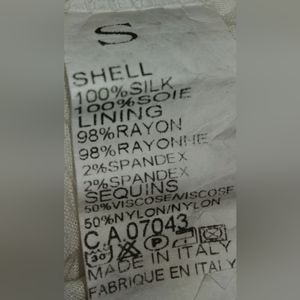 S
SHELL
100%SILK
100%SOIE
LINING
98%RAYON
98%RAYONNE
2%SPANDEX
2%SPANDEX
SEQUINS
50%VISCOSE/VISCOSE
50%NYLON/NYLON
C.A.07043
30 P
MADE IN ITALY
FABRIQUE EN ITALY